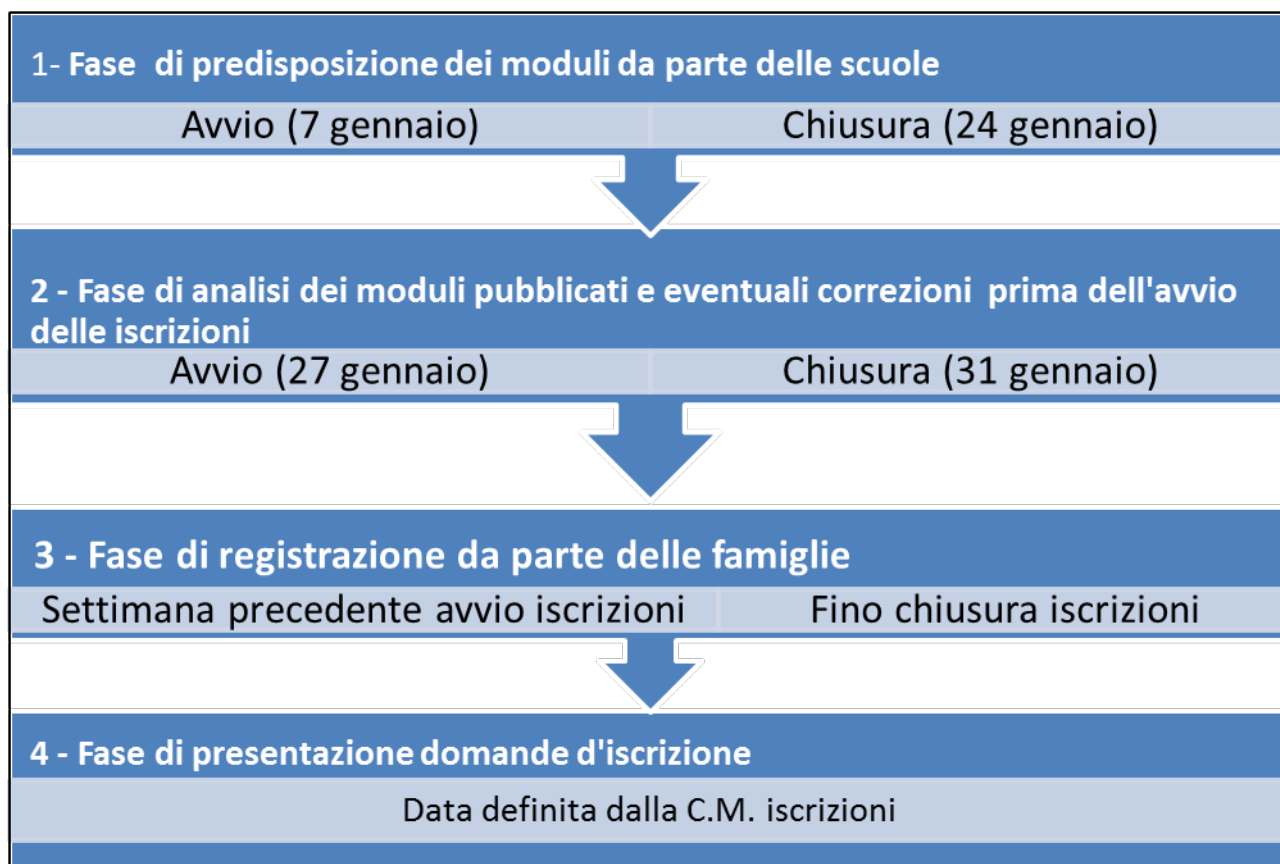 1- Fase di predisposizione dei moduli da parte delle scuole
Avvio (7 gennaio) Chiusura (24 gennaio)
2 - Fase di analisi dei moduli pubblicati e eventuali correzioni prima dell'avvio
delle iscrizioni
Avvio (27 gennaio) Chiusura (31 gennaio)
3 - Fase di registrazione da parte delle famiglie
Settimana precedente avvio iscrizioni Fino chiusura iscrizioni
4 - Fase di presentazione domande d'iscrizione
Data definita dalla C.M. iscrizioni